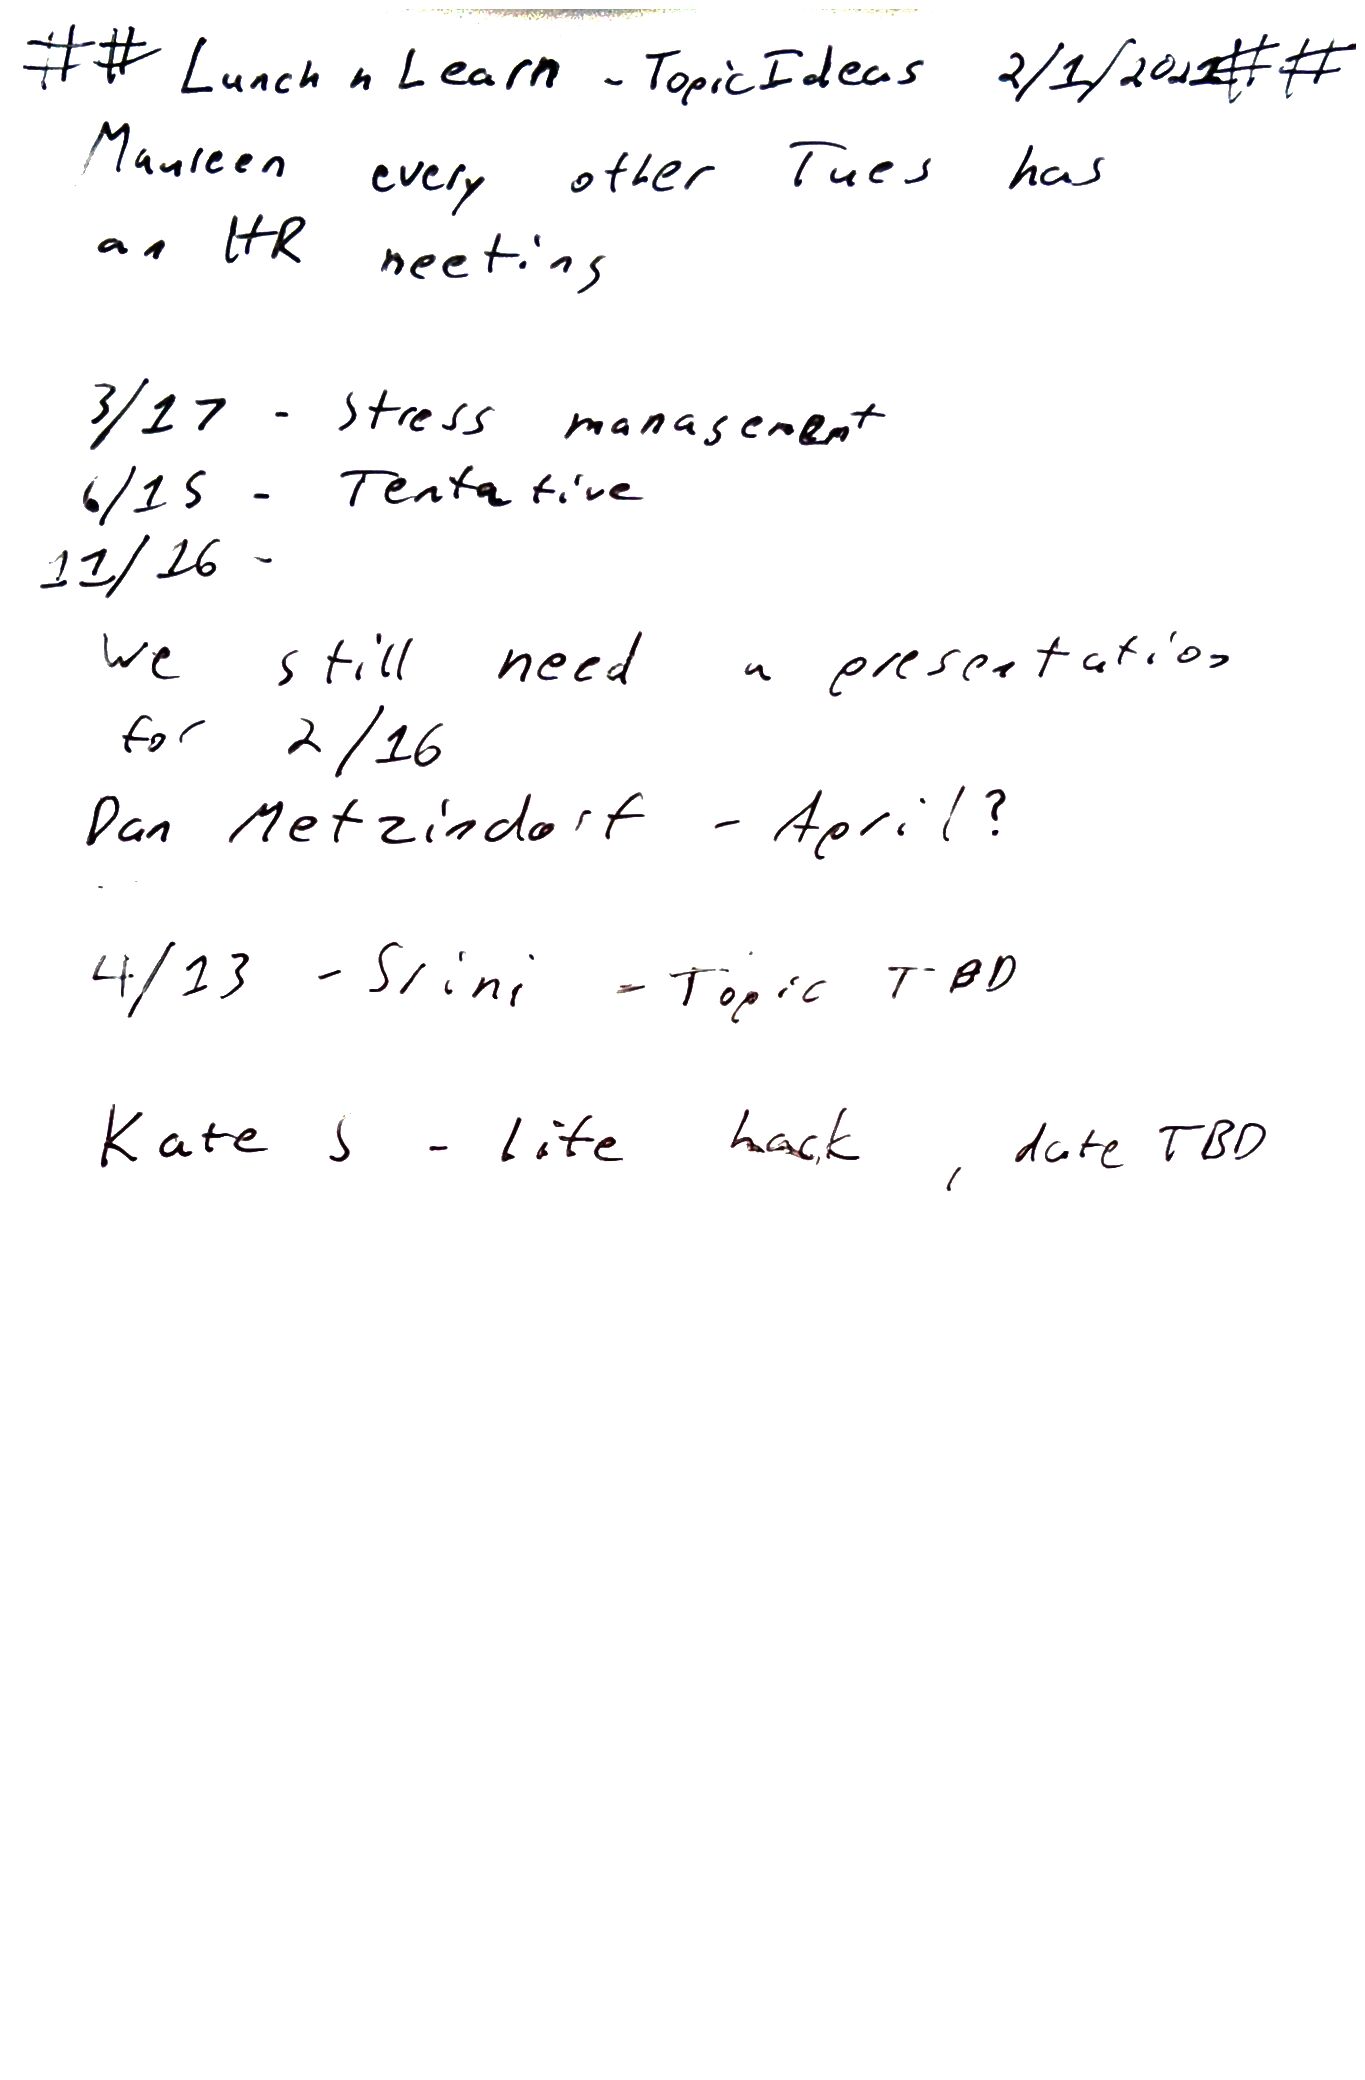 ## Lunch n Learn - Topic Ideas 2/1/2021 ##
Maureen every other Tues has
an HR meeting
3/17 - Stress management
6/15 - Tentative
11/16 -
We still need a presentation
for 2/16
Dan Metzindorf - April?
4/13 - Srini - Topic TBD
Kate S - life hack, date TBD